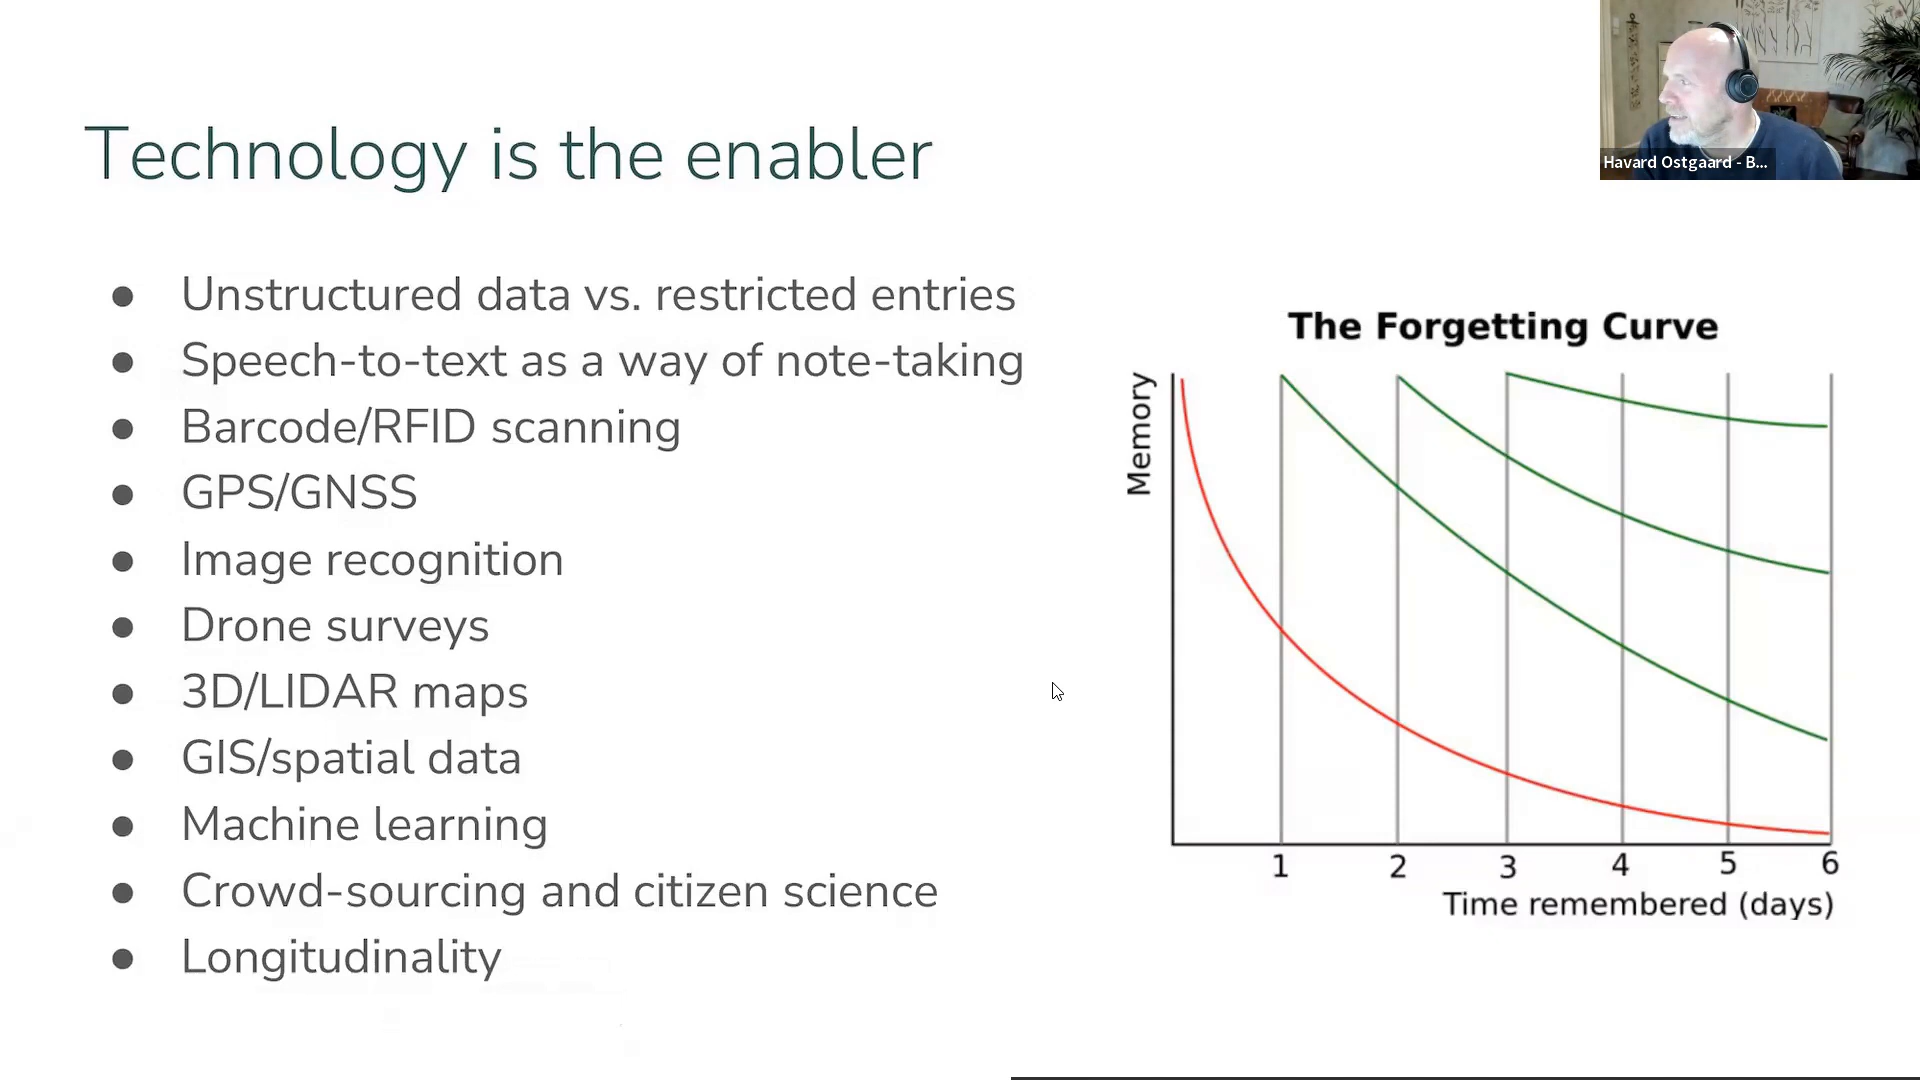 Technology is the enabler
Havard Ostgaard - B...
● Unstructured data vs. restricted entries
● Speech-to-text as a way of note-taking
● Barcode/RFID scanning
● GPS/GNSS
● Image recognition
● Drone surveys
● 3D/LIDAR maps
● GIS/spatial data
● Machine learning
● Crowd-sourcing and citizen science
● Longitudinality
The Forgetting Curve
Memory
1 2 3 4 5 6
Time remembered (days)